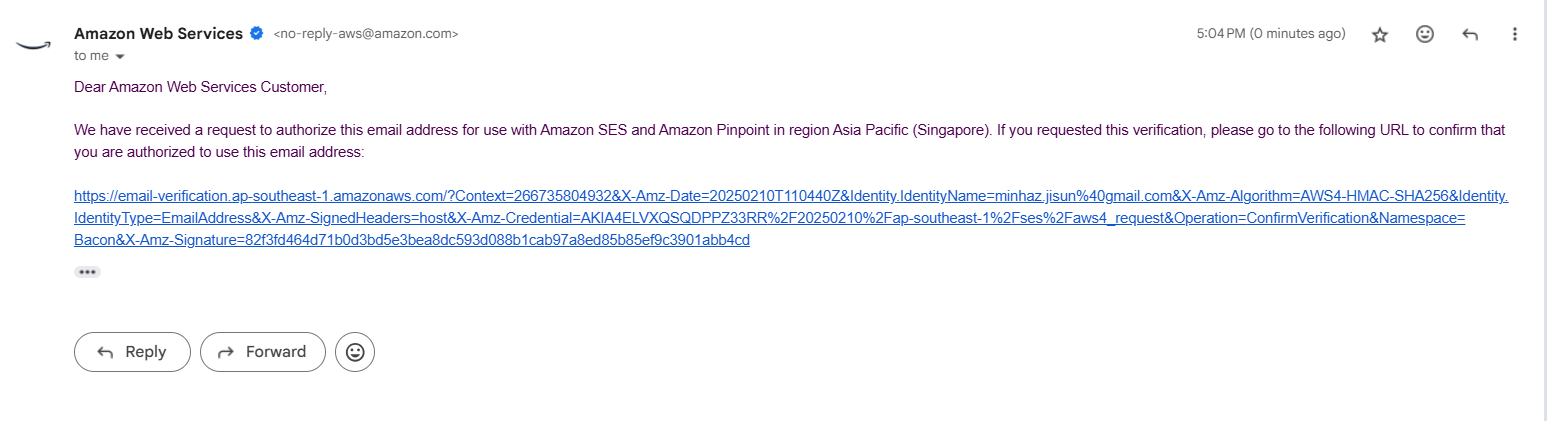 Amazon Web Services <no-reply-aws@amazon.com> 5:04 PM (0 minutes ago)
to me
Dear Amazon Web Services Customer,
We have received a request to authorize this email address for use with Amazon SES and Amazon Pinpoint in region Asia Pacific (Singapore). If you requested this verification, please go to the following URL to confirm that
you are authorized to use this email address:
https://email-verification.ap-southeast-1.amazonaws.com/?Context=266735804932&X-Amz-Date=20250210T110440Z&Identity.IdentityName=minhaz.jisun%40gmail.com&X-Amz-Algorithm=AWS4-HMAC-SHA256&Identity.
IdentityType=EmailAddress&X-Amz-SignedHeaders=host&X-Amz-Credential=AKIA4ELVXQSQDPPZ33RR%2F20250210%2Fap-southeast-1%2Fses%2Faws4_request&Operation=ConfirmVerification&Namespace=
Bacon&X-Amz-Signature=82f3fd464d71b0d3bd5e3bea8dc593d088b1cab97a8ed85b85ef9c3901abb4cd
Reply Forward